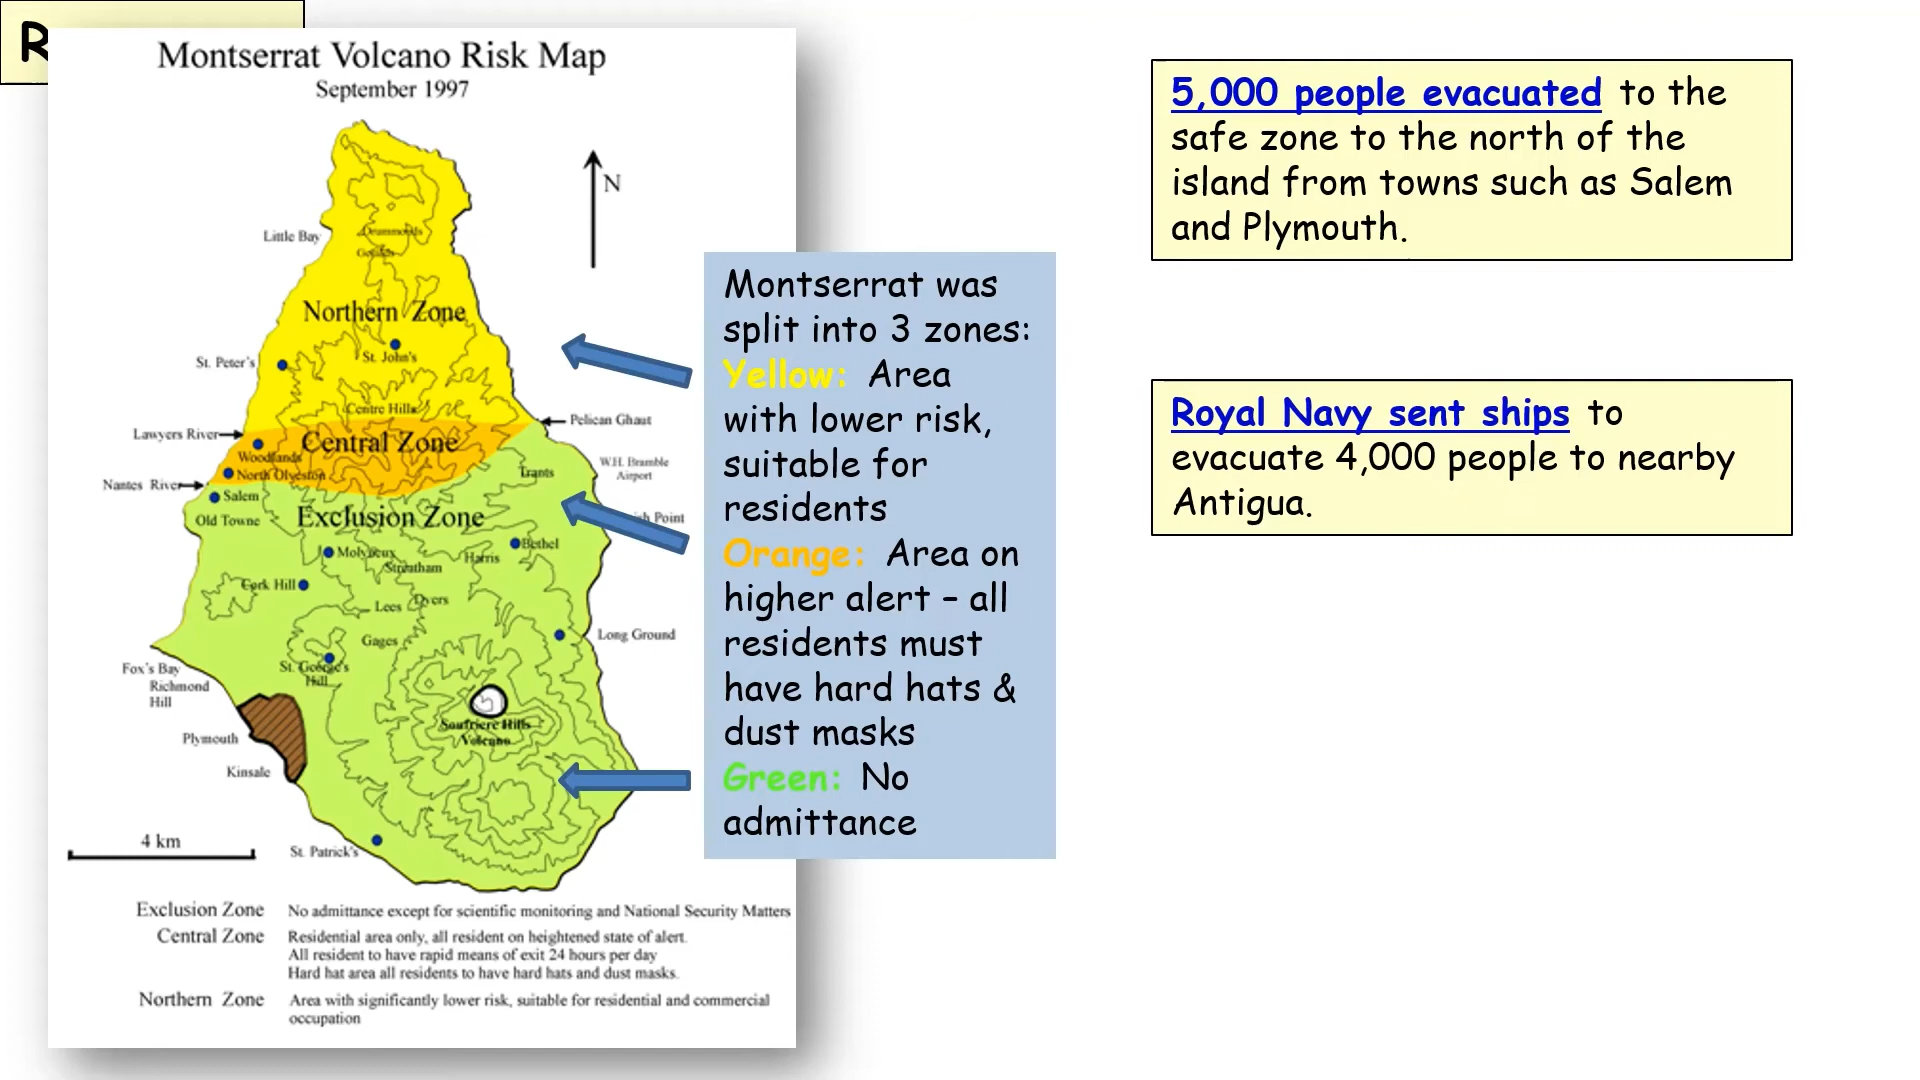 R
Montserrat Volcano Risk Map
September 1997
N
Little Bay
Drummonds
Geralds
Northern Zone
St. John's
St. Peter's
Centre Hills
Pelican Ghaut
Lawyers River
Central Zone
Woodlands
North Olveston
Trants
W.H. Bramble
Airport
Nantes River
Salem
Old Towne
Exclusion Zone
sh Point
Bethel
Molyneux
Harris
Streatham
Cork Hill
Lees
Dyers
Gages
Long Ground
St. George's
Hill
Fox's Bay
Richmond
Hill
Soufriere Hills
Volcano
Plymouth
Kinsale
4 km
St. Patrick's
Exclusion Zone No admittance except for scientific monitoring and National Security Matters
Central Zone Residential area only, all resident on heightened state of alert.
All resident to have rapid means of exit 24 hours per day
Hard hat area all residents to have hard hats and dust masks.
Northern Zone Area with significantly lower risk, suitable for residential and commercial
occupation
Montserrat was
split into 3 zones:
Yellow: Area
with lower risk,
suitable for
residents
Orange: Area on
higher alert – all
residents must
have hard hats &
dust masks
Green: No
admittance
5,000 people evacuated to the
safe zone to the north of the
island from towns such as Salem
and Plymouth.
Royal Navy sent ships to
evacuate 4,000 people to nearby
Antigua.